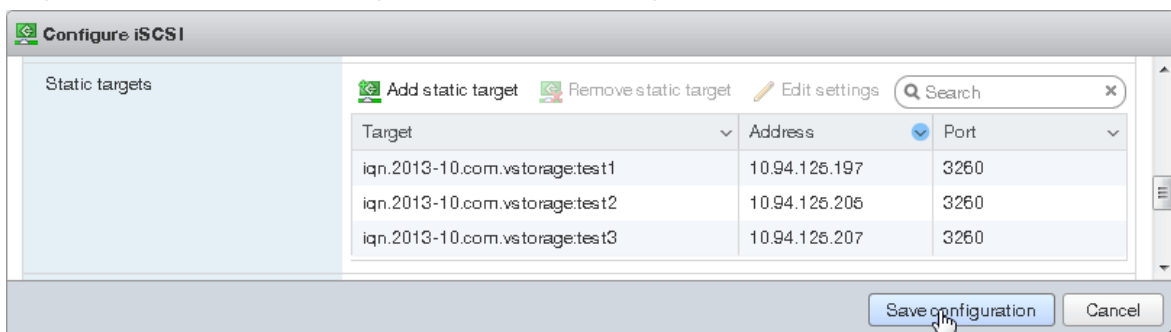 Configure iSCSI
Static targets
Add static target Remove static target Edit settings Search
Target Address Port
iqn.2013-10.com.vstorage:test1 10.94.125.197 3260
iqn.2013-10.com.vstorage:test2 10.94.125.205 3260
iqn.2013-10.com.vstorage:test3 10.94.125.207 3260
Save configuration Cancel